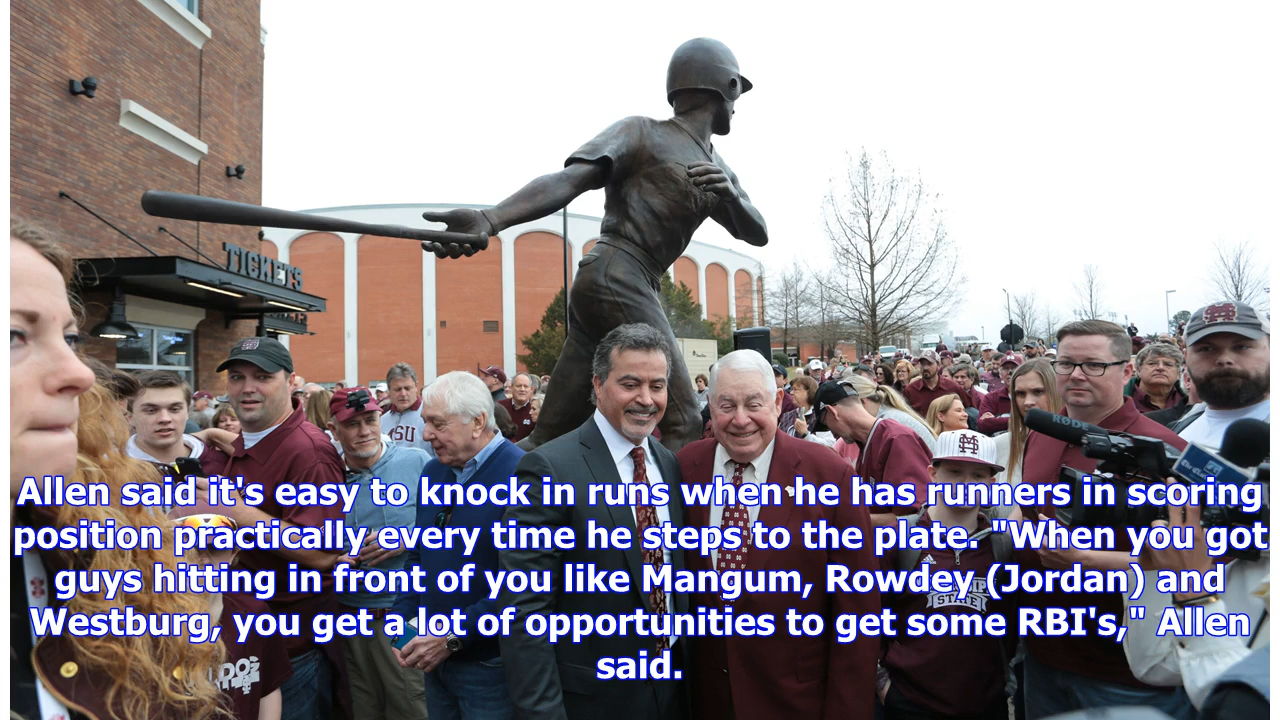 TICKETS
SU
M S
RODE
Allen said it's easy to knock in runs when he has runners in scoring
position practically every time he steps to the plate. "When you got
guys hitting in front of you like Mangum, Rowdey (Jordan) and
STATE
Westburg, you get a lot of opportunities to get some RBI's," Allen
said.